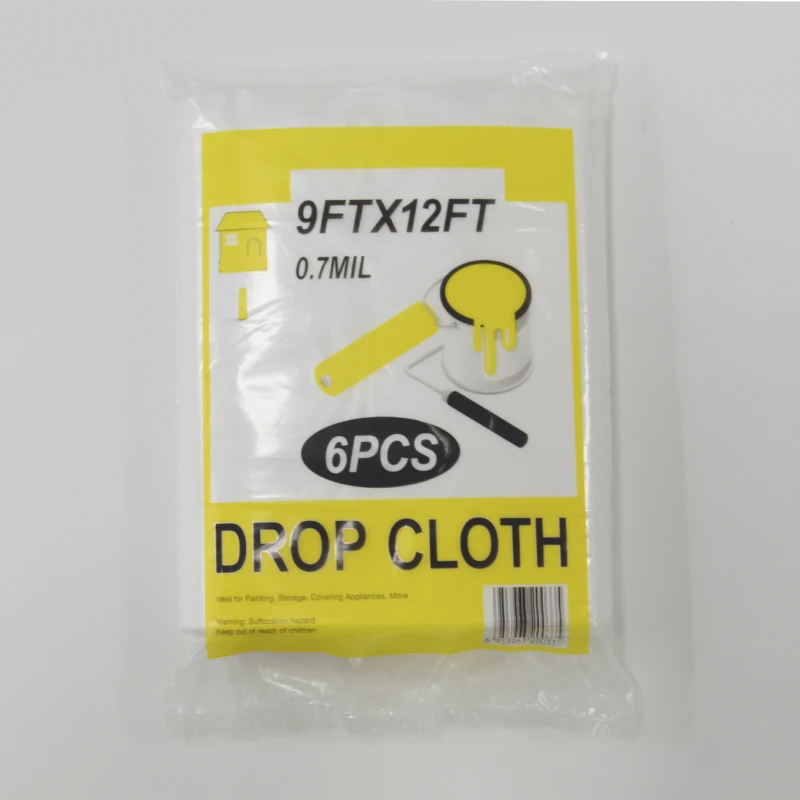 9FTX12FT
0.7MIL
6PCS
DROP CLOTH
Ideal for Painting, Storage, Covering Appliances, More
Warning: Suffocation hazard
Keep out of reach of children